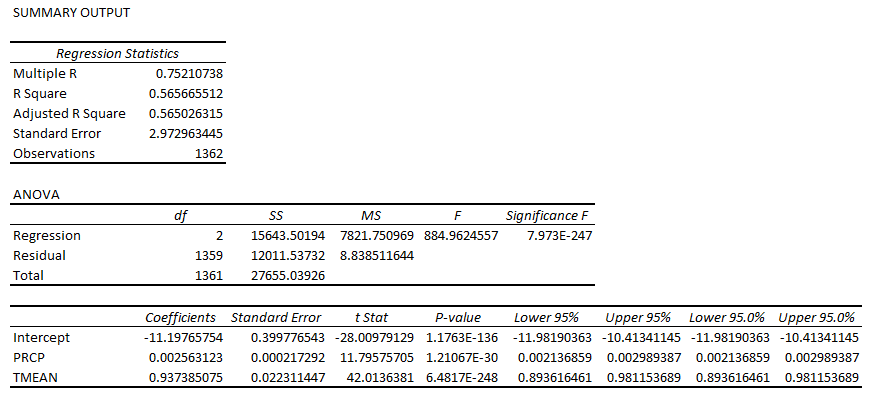 SUMMARY OUTPUT
Regression Statistics
Multiple R 0.75210738
R Square 0.565665512
Adjusted R Square 0.565026315
Standard Error 2.972963445
Observations 1362
ANOVA
df SS MS F Significance F
Regression 2 15643.50194 7821.750969 884.9624557 7.973E-247
Residual 1359 12011.53732 8.838511644
Total 1361 27655.03926
Coefficients Standard Error t Stat P-value Lower 95% Upper 95% Lower 95.0% Upper 95.0%
Intercept -11.19765754 0.399776543 -28.00979129 1.1763E-136 -11.98190363 -10.41341145 -11.98190363 -10.41341145
PRCP 0.002563123 0.000217292 11.79575705 1.21067E-30 0.002136859 0.002989387 0.002136859 0.002989387
TMEAN 0.937385075 0.022311447 42.0136381 6.4817E-248 0.893616461 0.981153689 0.893616461 0.981153689